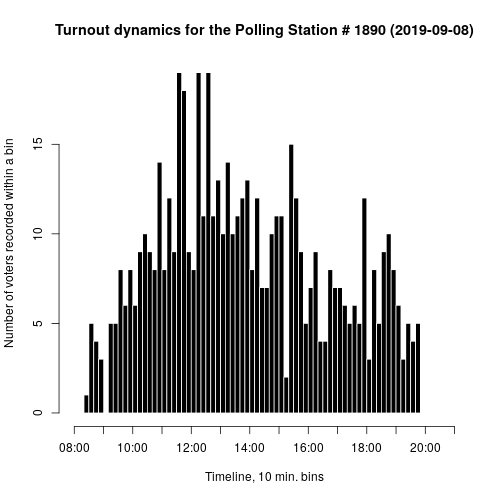 Turnout dynamics for the Polling Station # 1890 (2019-09-08)
Number of voters recorded within a bin
15
10
5
0
08:00 10:00 12:00 14:00 16:00 18:00 20:00
Timeline, 10 min. bins